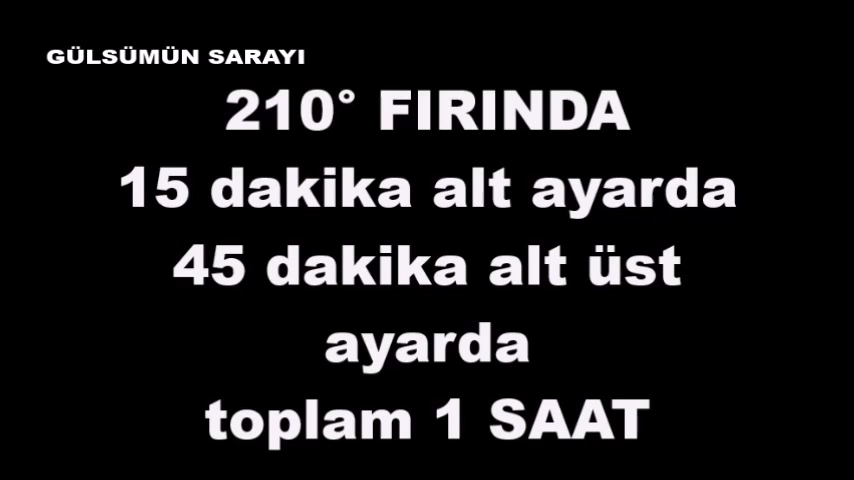 GÜLSÜMÜN SARAYI
210° FIRINDA
15 dakika alt ayarda
45 dakika alt üst
ayarda
toplam 1 SAAT